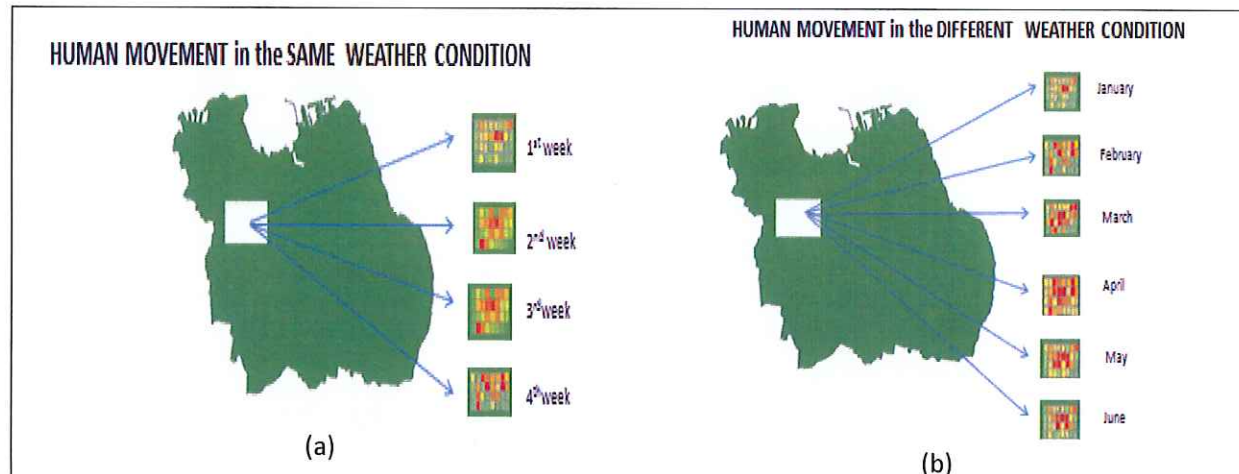 HUMAN MOVEMENT in the SAME WEATHER CONDITION
1st week
2nd week
3rd week
4th week
(a)
HUMAN MOVEMENT in the DIFFERENT WEATHER CONDITION
January
February
March
April
May
June
(b)